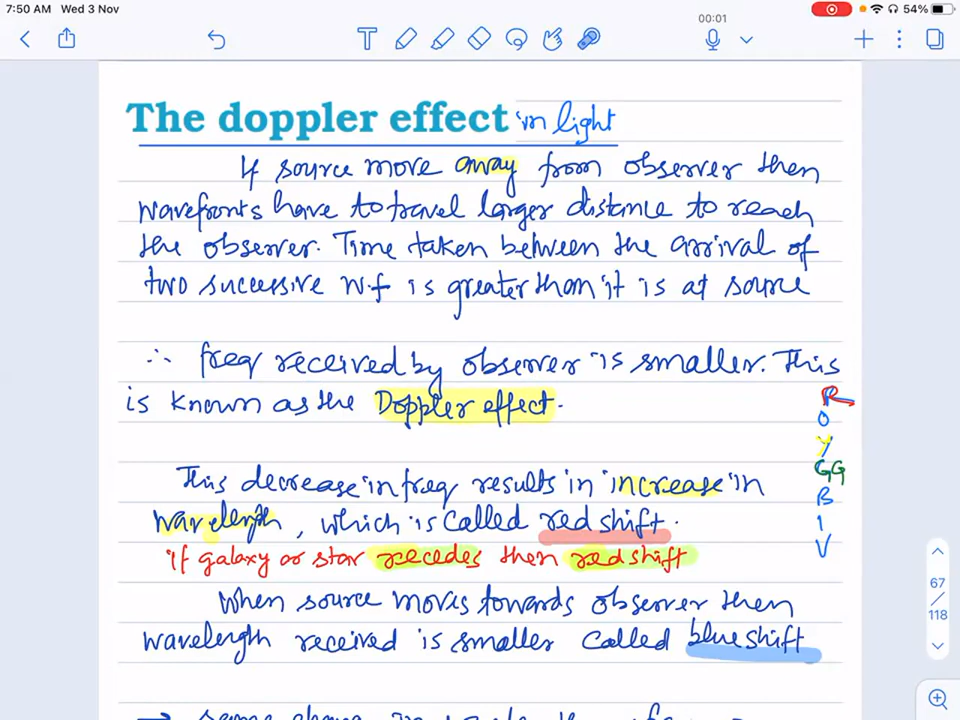 7:50 AM Wed 3 Nov
54%
00:01
The doppler effect in light
If source move away from observer then
wavefronts have to travel larger distance to reach
the observer. Time taken between the arrival of
two successive w.f is greater than it is at source
∴ freq received by observer is smaller. This
is known as the Doppler effect.
R
O
Y
GG
B
I
V
This decrease in freq results in increase in
wavelength, which is called red shift.
if galaxy or star recedes then red shift
When source moves towards observer then
wavelength received is smaller called blue shift
67
/
118